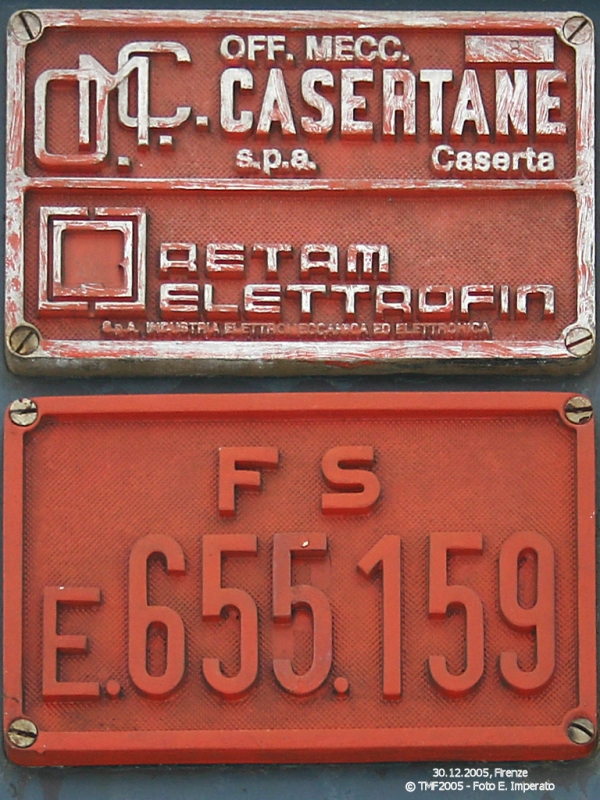 OMC. OFF. MECC.
CASERTANE
s.p.a. Caserta
RETAM
ELETTROFIN
S.p.A. INDUSTRIA ELETTROMECCANICA ED ELETTRONICA
F S
E.655.159
30.12.2005, Firenze
© TMF2005 - Foto E. Imperato